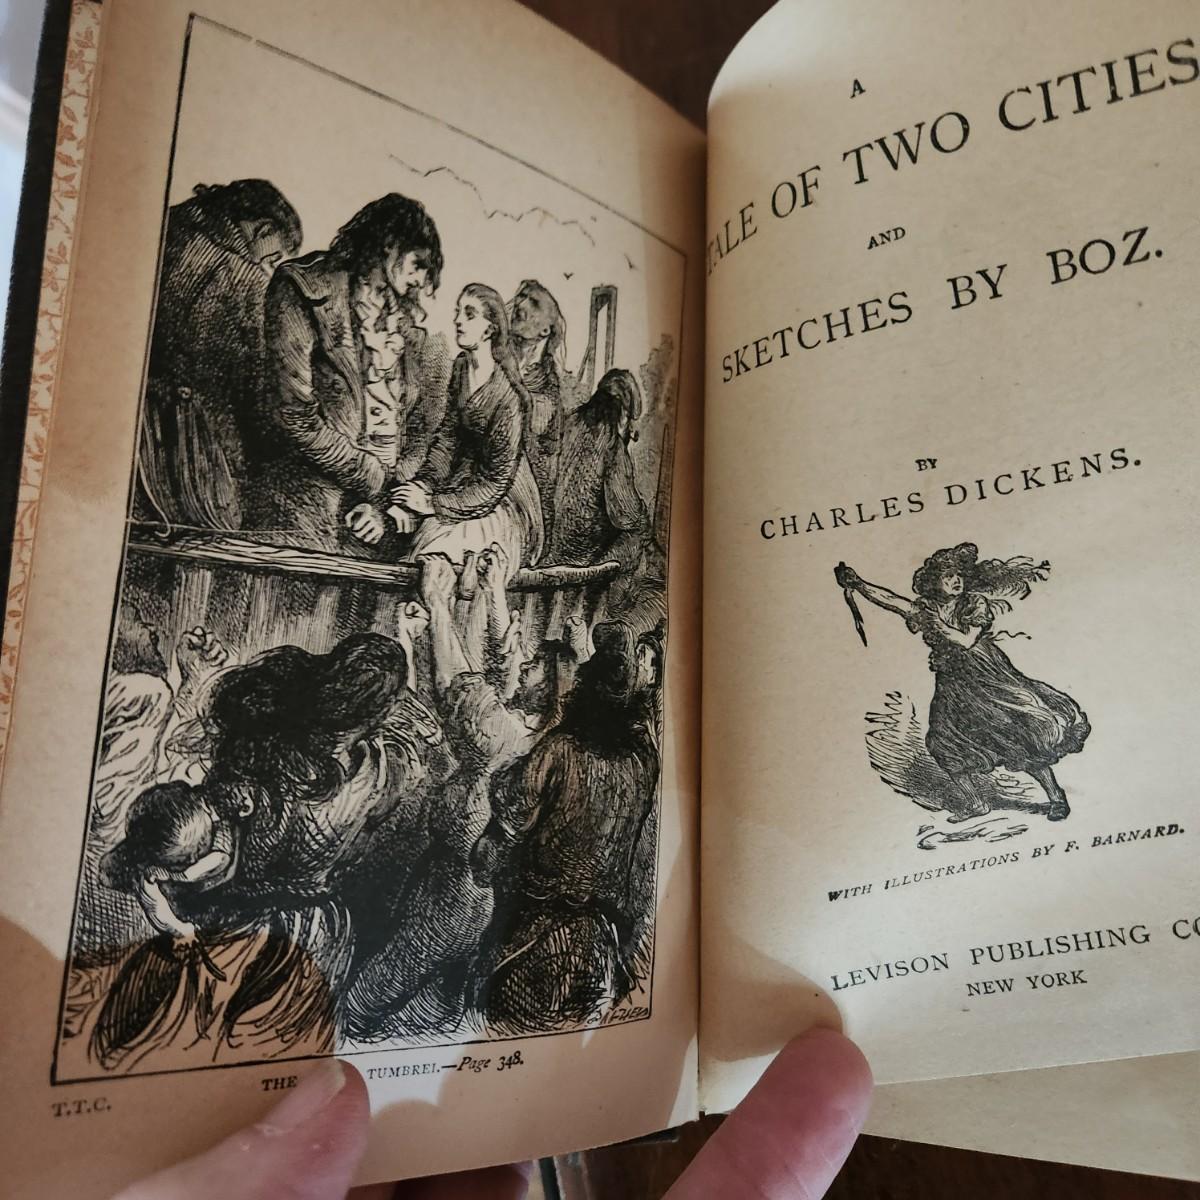 THE TUMBREL.—Page 348.
T.T.C.
A
TALE OF TWO CITIES
AND
SKETCHES BY BOZ.
BY
CHARLES DICKENS.
WITH ILLUSTRATIONS BY F. BARNARD.
LEVISON PUBLISHING CO
NEW YORK